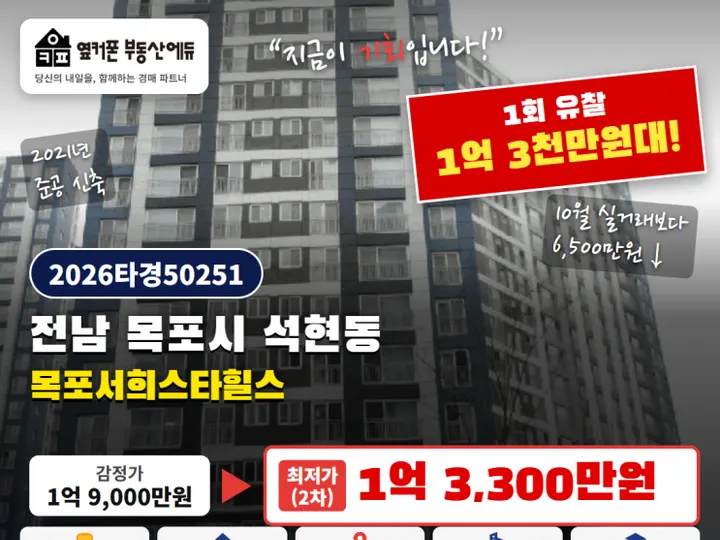 옆커폰 부동산에듀
당신의 내일을, 함께하는 경매 파트너
“지금이 기회입니다!”
1회 유찰
1억 3천만원대!
2021년
준공 신축
10월 실거래보다
6,500만원 ↓
2026타경50251
전남 목포시 석현동
목포서희스타힐스
감정가
1억 9,000만원
최저가
(2차)
1억 3,300만원